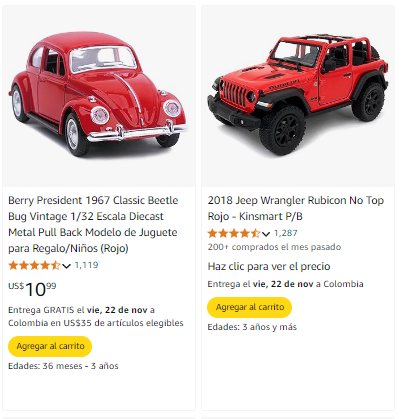 Berry President 1967 Classic Beetle
Bug Vintage 1/32 Escala Diecast
Metal Pull Back Modelo de Juguete
para Regalo/Niños (Rojo)
1,119
US$10.99
Entrega GRATIS el vie, 22 de nov a
Colombia en US$35 de artículos elegibles
Agregar al carrito
Edades: 36 meses - 3 años
RUBICON
2018 Jeep Wrangler Rubicon No Top
Rojo - Kinsmart P/B
1,287
200+ comprados el mes pasado
Haz clic para ver el precio
Entrega el vie, 22 de nov a Colombia
Agregar al carrito
Edades: 3 años y más